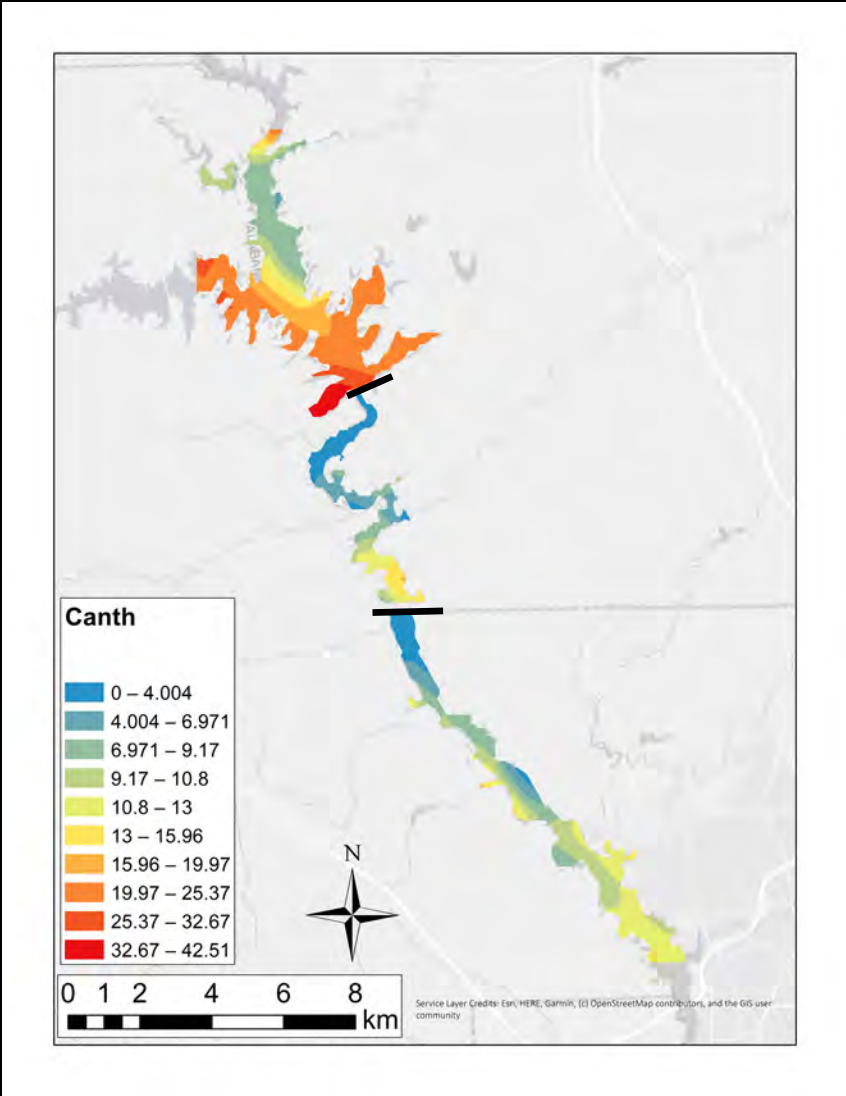 Canth
0 – 4.004
4.004 – 6.971
6.971 – 9.17
9.17 – 10.8
10.8 – 13
13 – 15.96
15.96 – 19.97
19.97 – 25.37
25.37 – 32.67
32.67 – 42.51
N
0 1 2 4 6 8
km
Service Layer Credits: Esri, HERE, Garmin, (c) OpenStreetMap contributors, and the GIS user
community